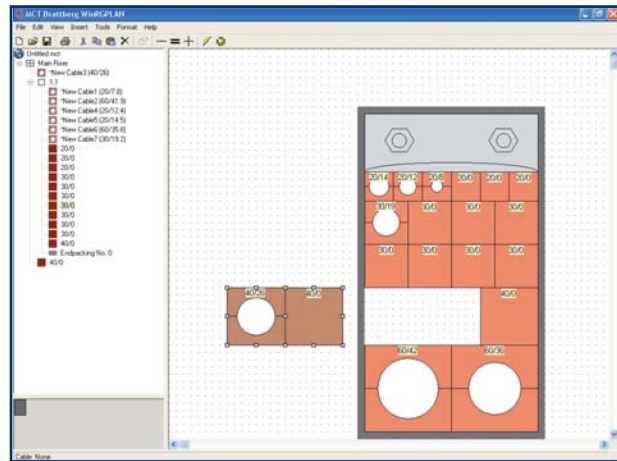 MCT Brattberg WinRGPLAN
File Edit View Insert Tools Format Help
Untitled.mct
Main Riser
"New Cable3 (40/26)
1.1
"New Cable1 (20/7.8)
"New Cable2 (60/41.9)
"New Cable4 (20/12.4)
"New Cable5 (20/14.5)
"New Cable6 (60/35.8)
"New Cable7 (30/19.2)
20/0
20/0
20/0
30/0
30/0
30/0
30/0
30/0
30/0
40/0
Endpacking No. 0
40/0
20/14 20/12 20/8 20/0 20/0 20/0
30/19 30/0 30/0 30/0
30/0 30/0 30/0 30/0
40/26 40/0 40/0
60/42 60/36
Cable: None